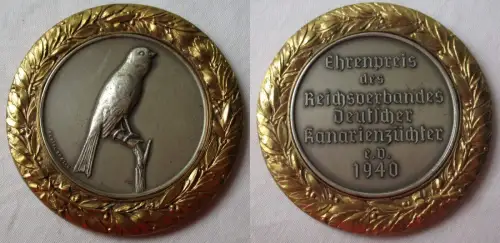 Ehrenpreis
des
Reichsverbandes
Deutscher
Kanarienzüchter
e.V.
1940